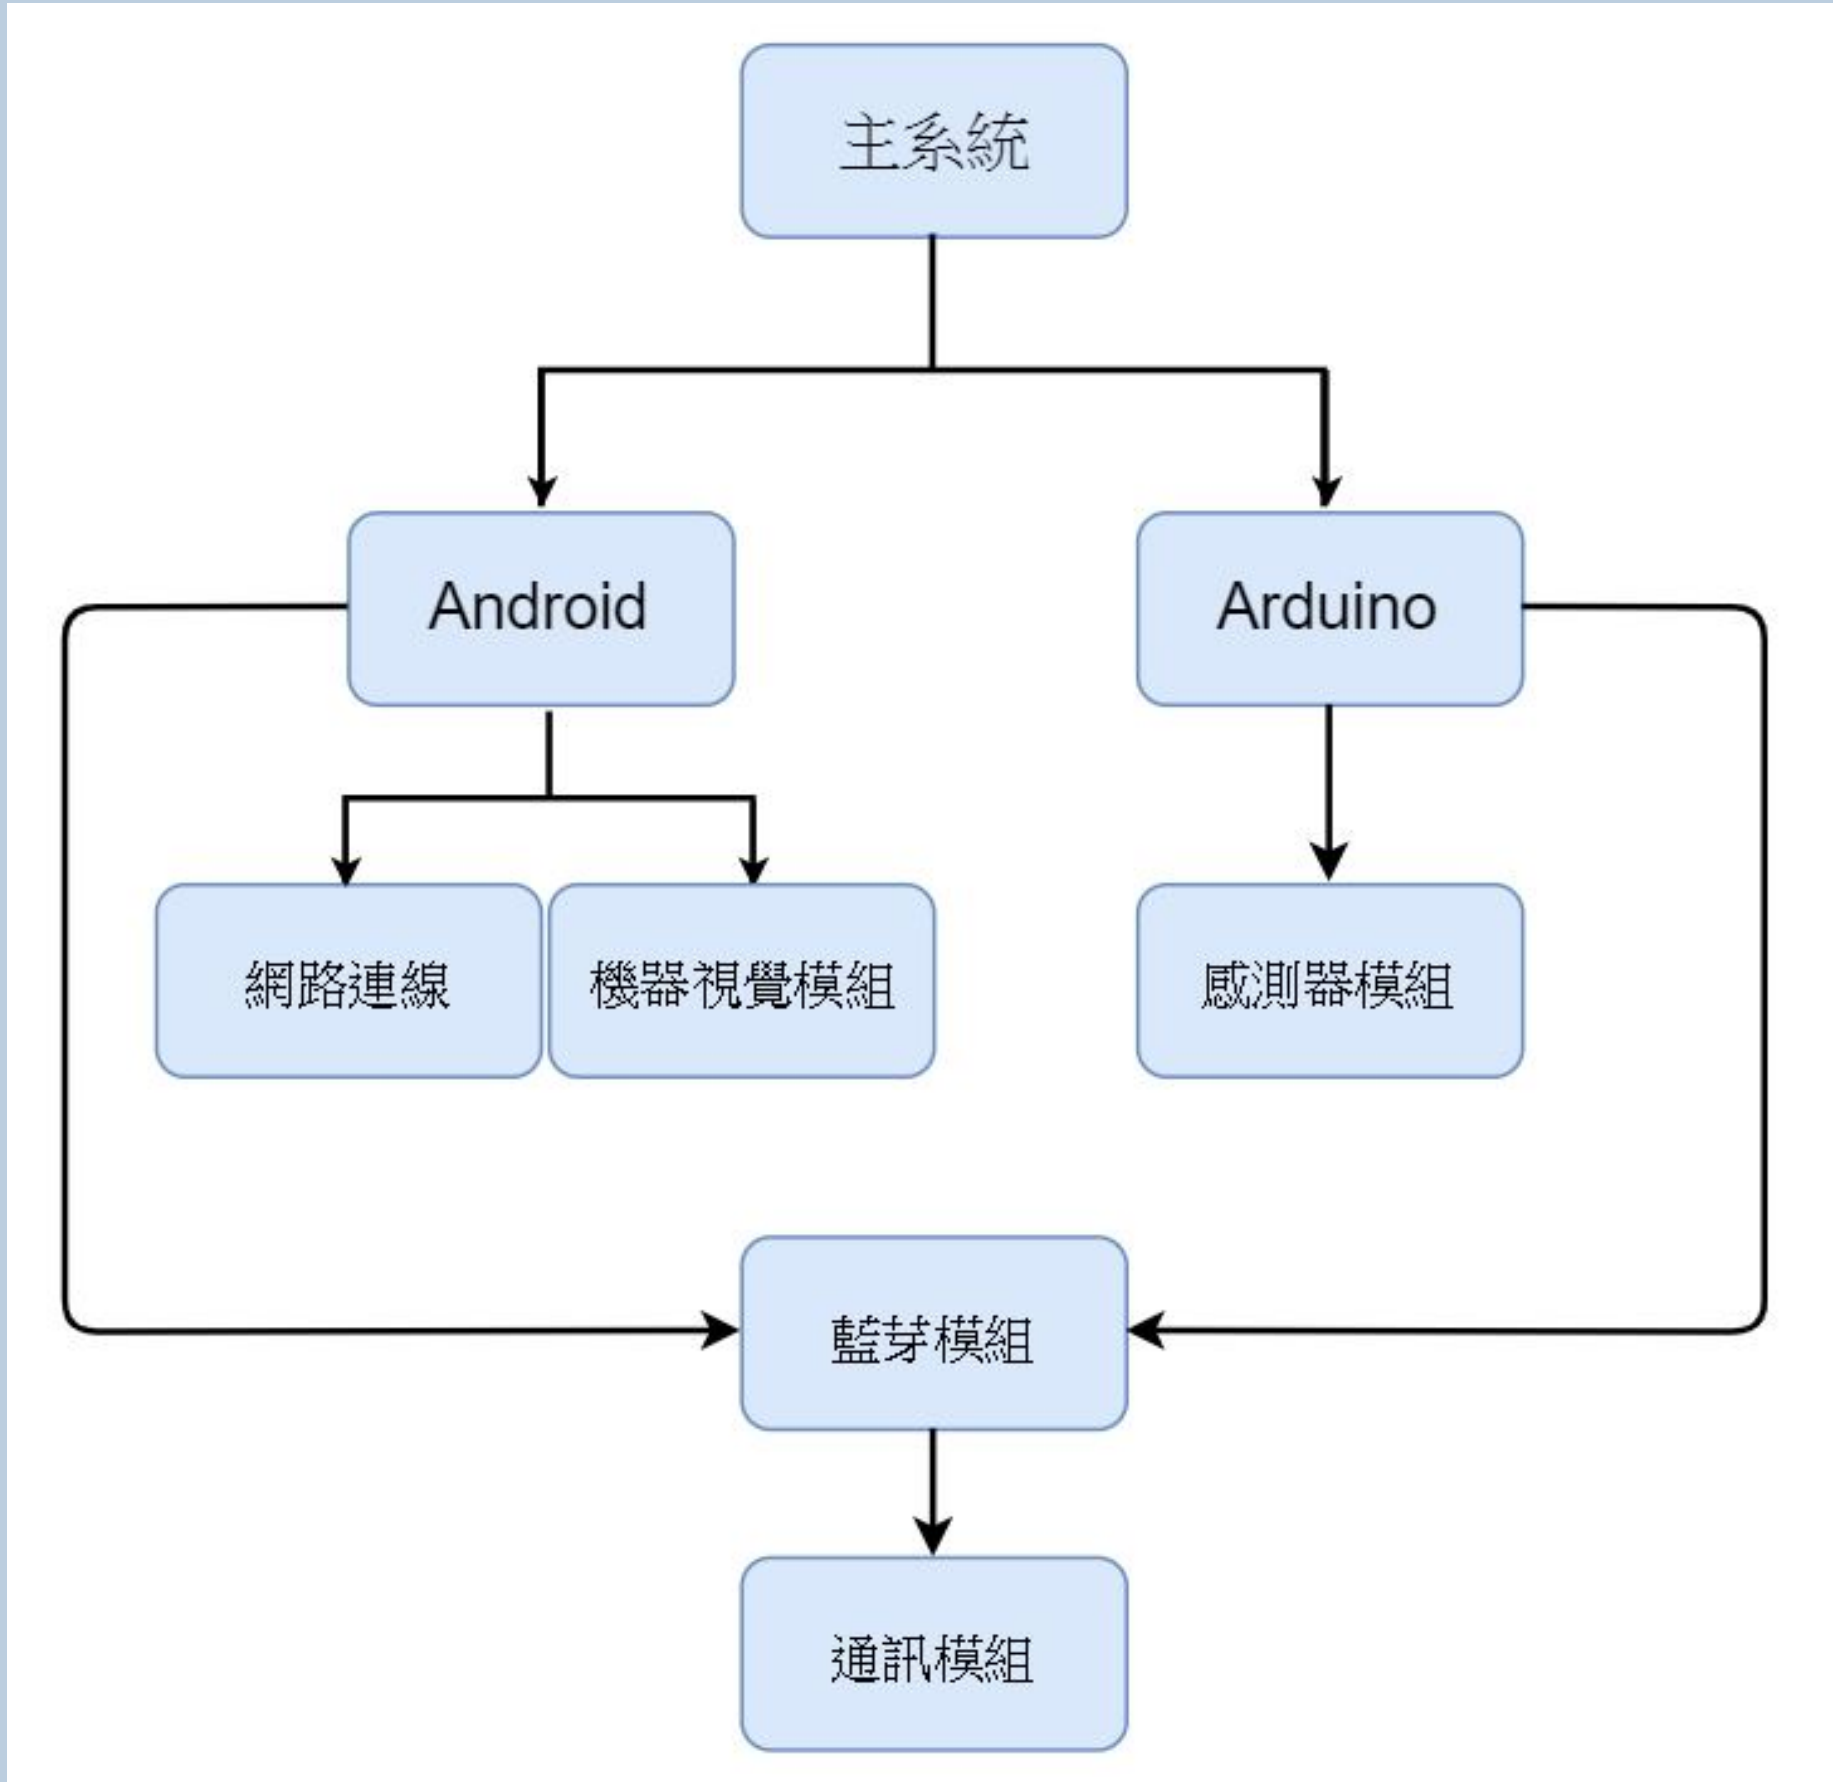 主系統
Android
Arduino
網路連線
機器視覺模組
感測器模組
藍芽模組
通訊模組